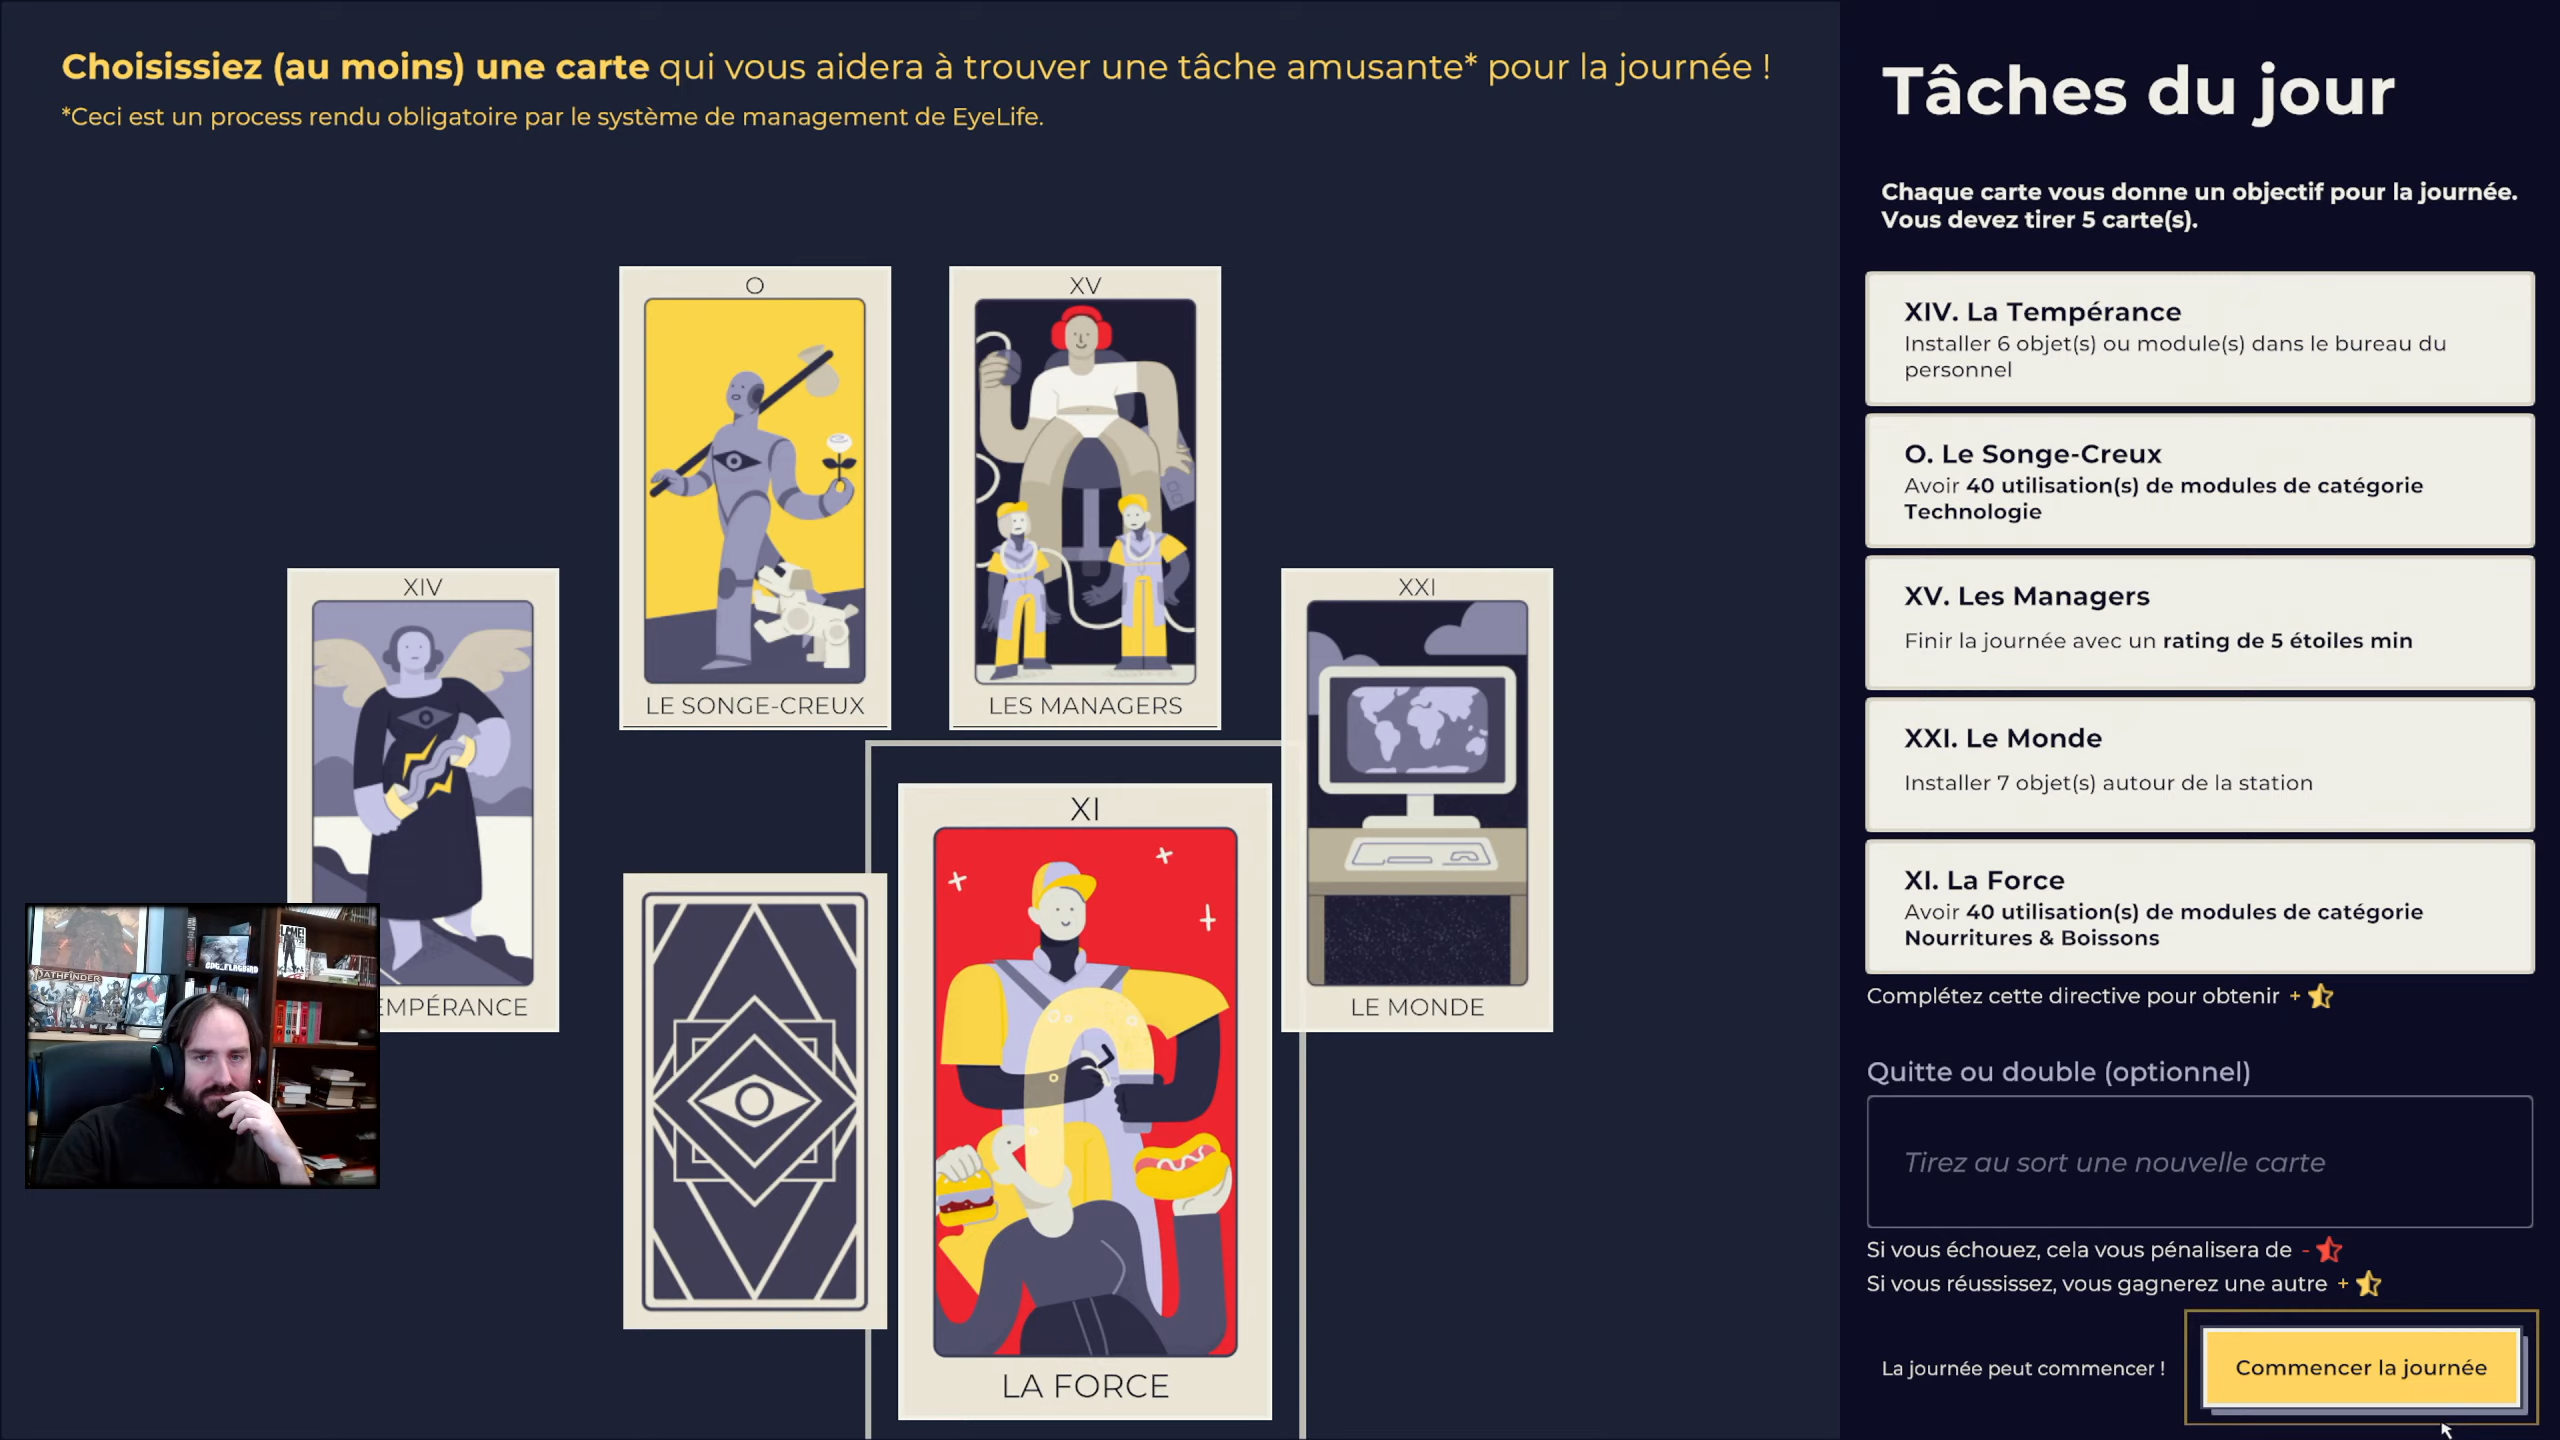 Choisissiez (au moins) une carte qui vous aidera à trouver une tâche amusante* pour la journée !
*Ceci est un process rendu obligatoire par le système de management de EyeLife.
O
LE SONGE-CREUX
XV
LES MANAGERS
XIV
EMPÉRANCE
XXI
LE MONDE
XI
LA FORCE
PATHFINDER
Tâches du jour
Chaque carte vous donne un objectif pour la journée.
Vous devez tirer 5 carte(s).
XIV. La Tempérance
Installer 6 objet(s) ou module(s) dans le bureau du
personnel
O. Le Songe-Creux
Avoir 40 utilisation(s) de modules de catégorie
Technologie
XV. Les Managers
Finir la journée avec un rating de 5 étoiles min
XXI. Le Monde
Installer 7 objet(s) autour de la station
XI. La Force
Avoir 40 utilisation(s) de modules de catégorie
Nourritures & Boissons
Complétez cette directive pour obtenir +
Quitte ou double (optionnel)
Tirez au sort une nouvelle carte
Si vous échouez, cela vous pénalisera de -
Si vous réussissez, vous gagnerez une autre +
La journée peut commencer !
Commencer la journée